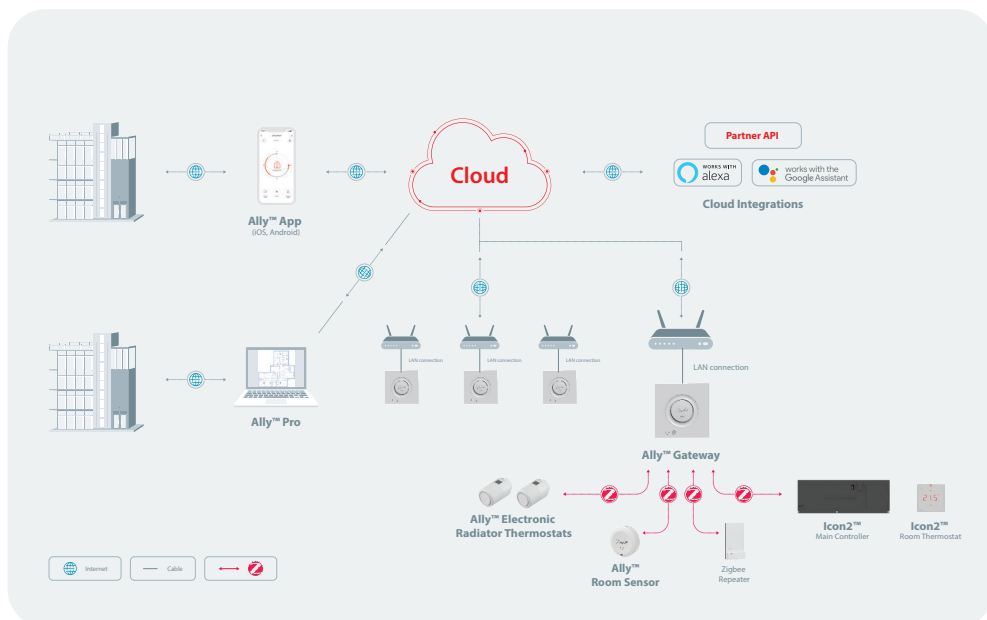 Partner API
WORKS WITH
alexa
works with the
Google Assistant
Cloud Integrations
Cloud
Ally™ App
(iOS, Android)
LAN connection
LAN connection
LAN connection
LAN connection
Ally™ Pro
Ally™ Gateway
Ally™ Electronic
Radiator Thermostats
Icon2™
Main Controller
Icon2™
Room Thermostat
Ally™
Room Sensor
Zigbee
Repeater
Internet
Cable